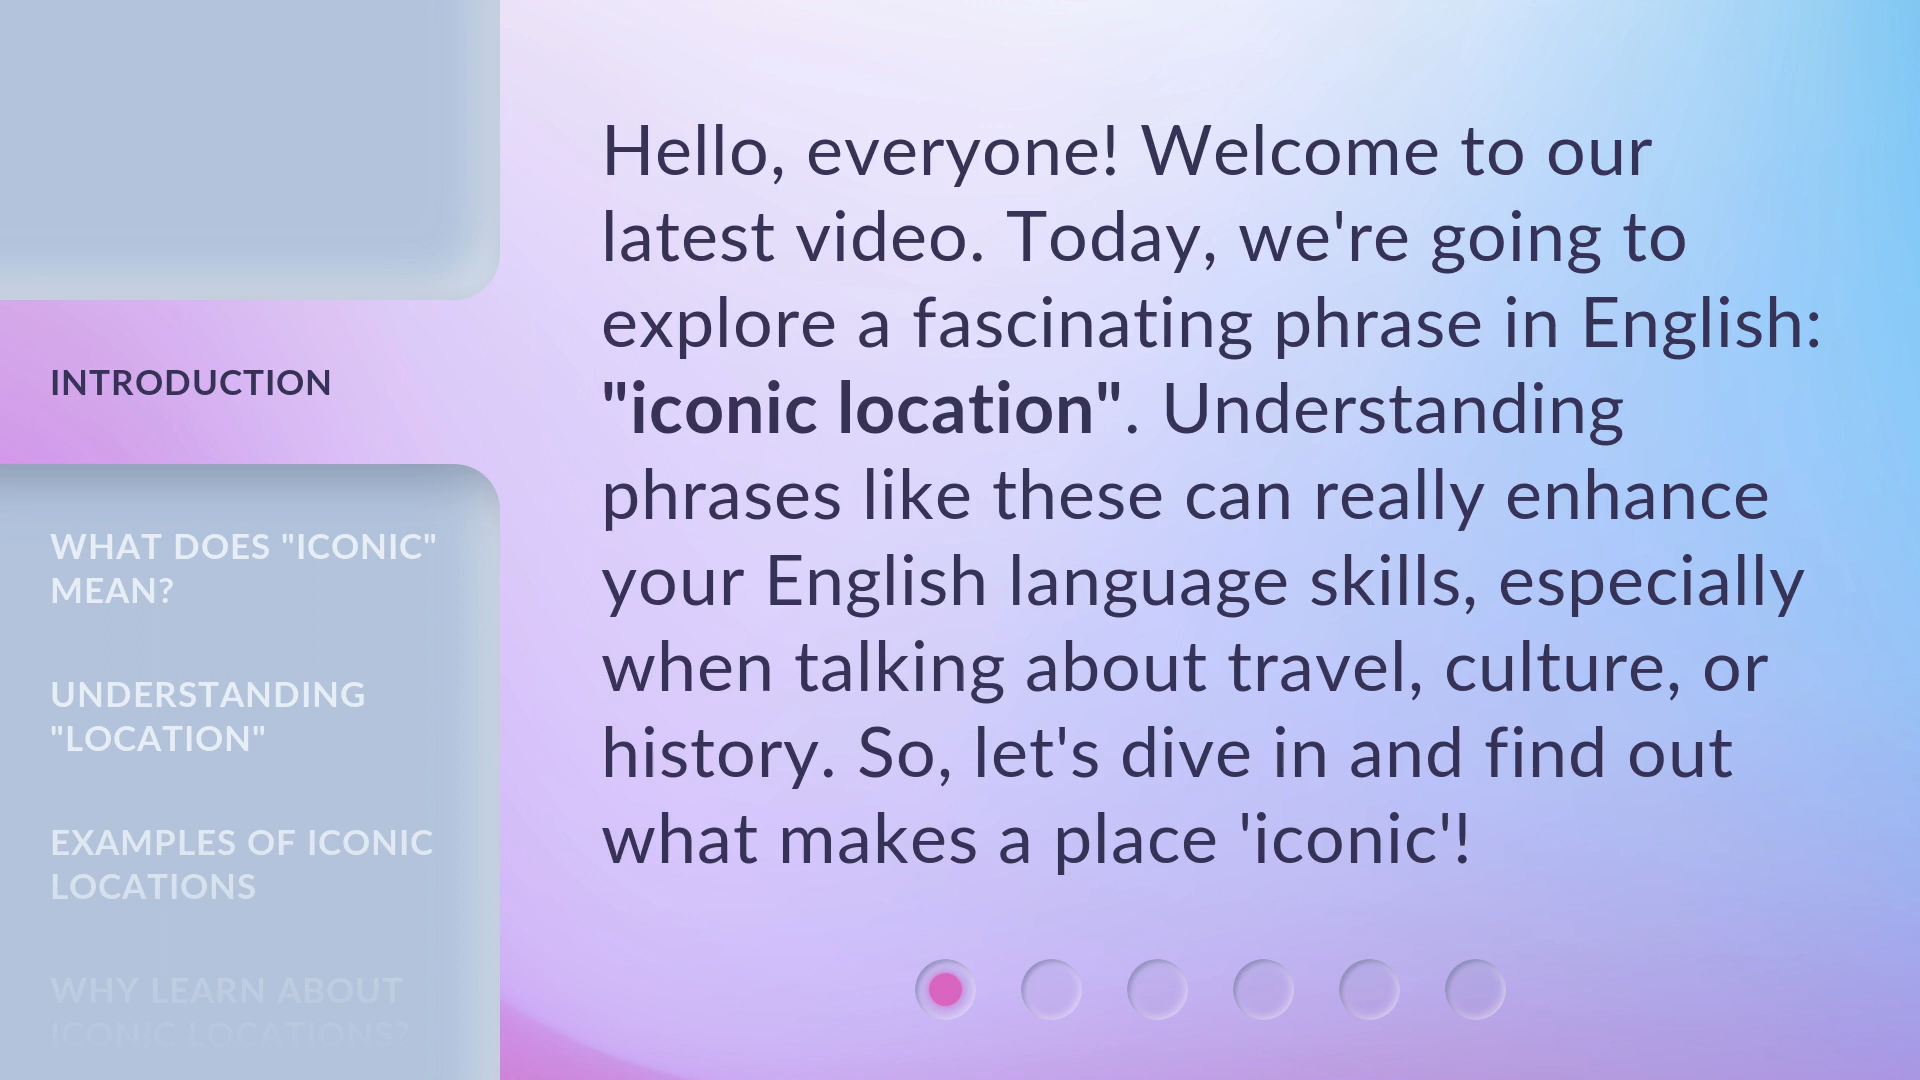 INTRODUCTION
WHAT DOES "ICONIC"
MEAN?
UNDERSTANDING
"LOCATION"
EXAMPLES OF ICONIC
LOCATIONS
WHY LEARN ABOUT
ICONIC LOCATIONS?
Hello, everyone! Welcome to our
latest video. Today, we're going to
explore a fascinating phrase in English:
"iconic location". Understanding
phrases like these can really enhance
your English language skills, especially
when talking about travel, culture, or
history. So, let's dive in and find out
what makes a place 'iconic'!